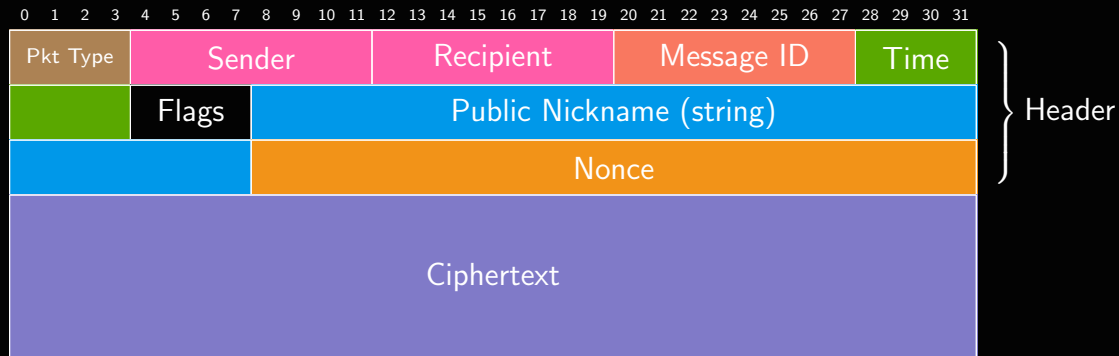 0 1 2 3 4 5 6 7 8 9 10 11 12 13 14 15 16 17 18 19 20 21 22 23 24 25 26 27 28 29 30 31
Pkt Type Sender Recipient Message ID Time
Flags Public Nickname (string) Header
Nonce
Ciphertext